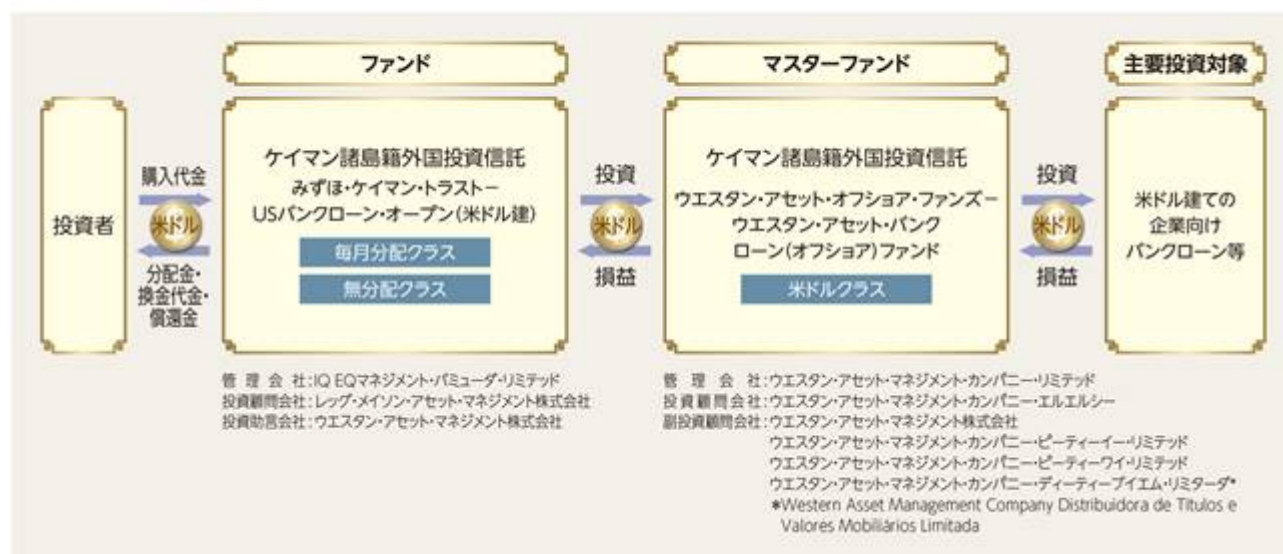 ファンド
マスターファンド
主要投資対象
投資者
購入代金
米ドル
分配金・
換金代金・
償還金
ケイマン諸島籍外国投資信託
みずほ・ケイマン・トラスト－
USバンクローン・オープン(米ドル建)
毎月分配クラス
無分配クラス
投資
米ドル
損益
ケイマン諸島籍外国投資信託
ウエスタン・アセット・オフショア・ファンズ－
ウエスタン・アセット・バンク
ローン(オフショア)ファンド
米ドルクラス
投資
米ドル
損益
米ドル建ての
企業向け
バンクローン等
管理会社:IQ EQマネジメント・バミューダ・リミテッド
投資顧問会社:レッグ・メイソン・アセット・マネジメント株式会社
投資助言会社:ウエスタン・アセット・マネジメント株式会社
管理会社:ウエスタン・アセット・マネジメント・カンパニー・リミテッド
投資顧問会社:ウエスタン・アセット・マネジメント・カンパニー・エルエルシー
副投資顧問会社:ウエスタン・アセット・マネジメント株式会社
ウエスタン・アセット・マネジメント・カンパニー・ピーティーイー・リミテッド
ウエスタン・アセット・マネジメント・カンパニー・ピーティーワイ・リミテッド
ウエスタン・アセット・マネジメント・カンパニー・ディーティーブイエム・リミターダ*
*Western Asset Management Company Distribuidora de Títulos e
Valores Mobiliários Limitada